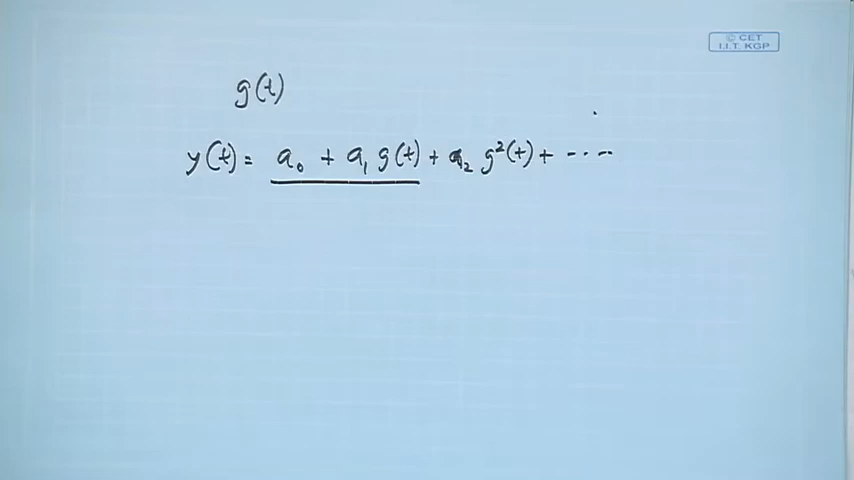 © CET
I.I.T. KGP
g(t)
y(t) = a₀ + a₁ g(t) + a₂ g²(t) + ----